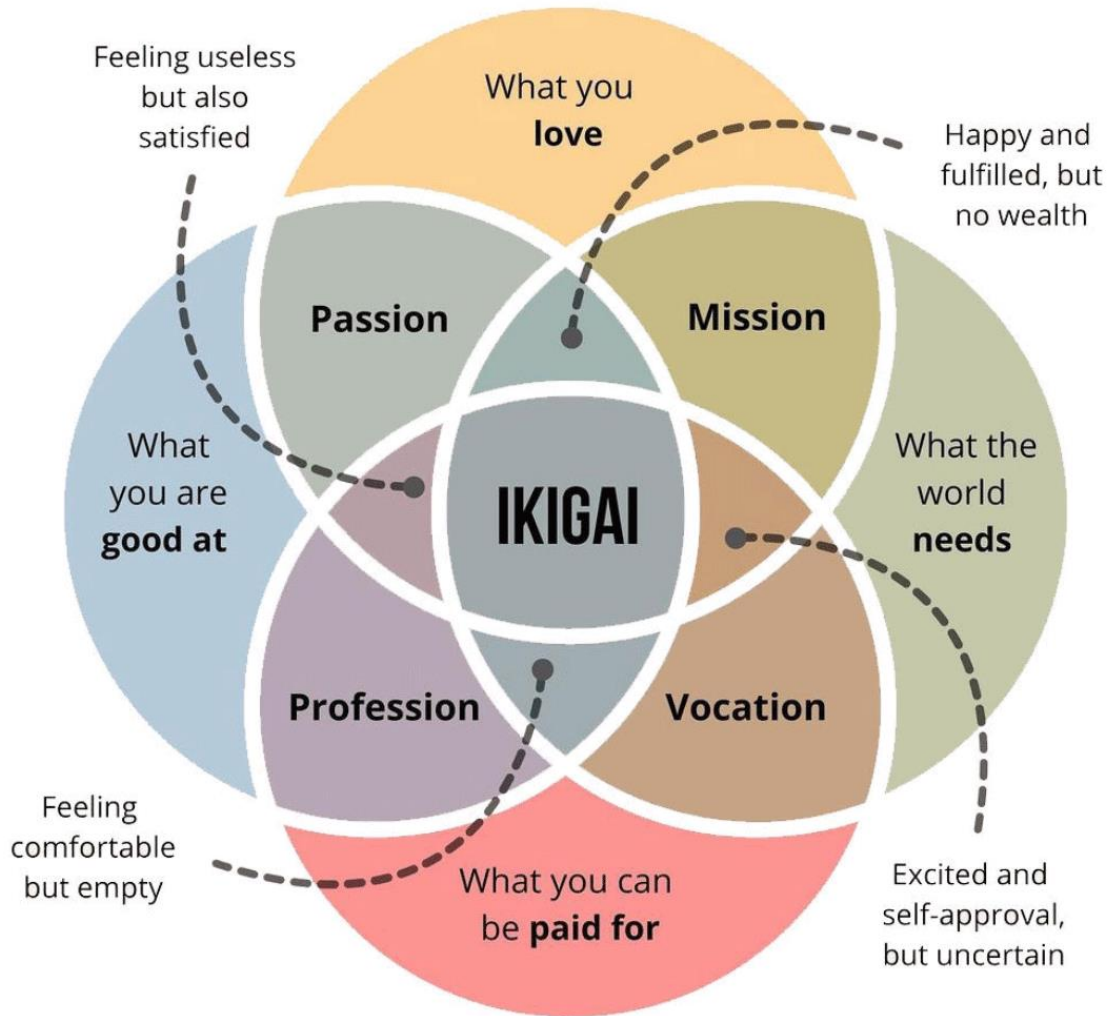 Feeling useless
but also
satisfied
What you
love
Happy and
fulfilled, but
no wealth
Passion
Mission
What
you are
good at
IKIGAI
What the
world
needs
Profession
Vocation
Feeling
comfortable
but empty
What you can
be paid for
Excited and
self-approval,
but uncertain